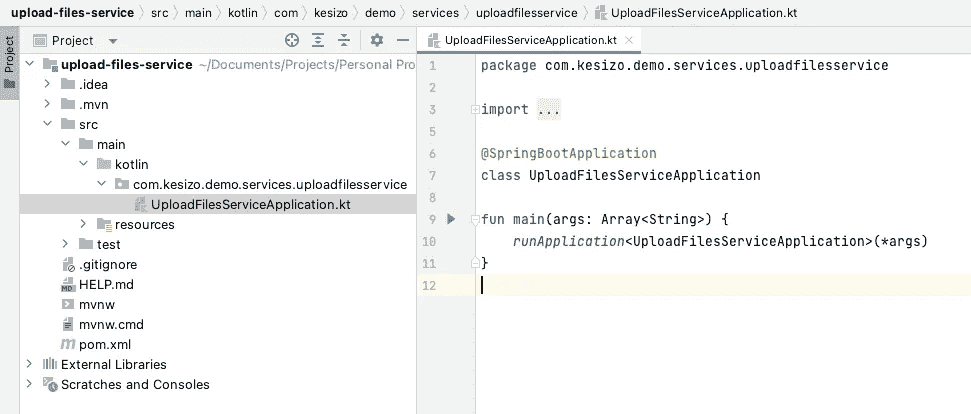 upload-files-service > src > main > kotlin > com > kesizo > demo > services > uploadfilesservice > UploadFilesServiceApplication.kt
Project
Project
UploadFilesServiceApplication.kt
upload-files-service ~/Documents/Projects/Personal Pro
.idea
.mvn
src
main
kotlin
com.kesizo.demo.services.uploadfilesservice
UploadFilesServiceApplication.kt
resources
test
.gitignore
HELP.md
mvnw
mvnw.cmd
pom.xml
External Libraries
Scratches and Consoles
1 package com.kesizo.demo.services.uploadfilesservice
2
3 import ...
5
6 @SpringBootApplication
7 class UploadFilesServiceApplication
8
9 fun main(args: Array<String>) {
10 runApplication<UploadFilesServiceApplication>(*args)
11 }
12